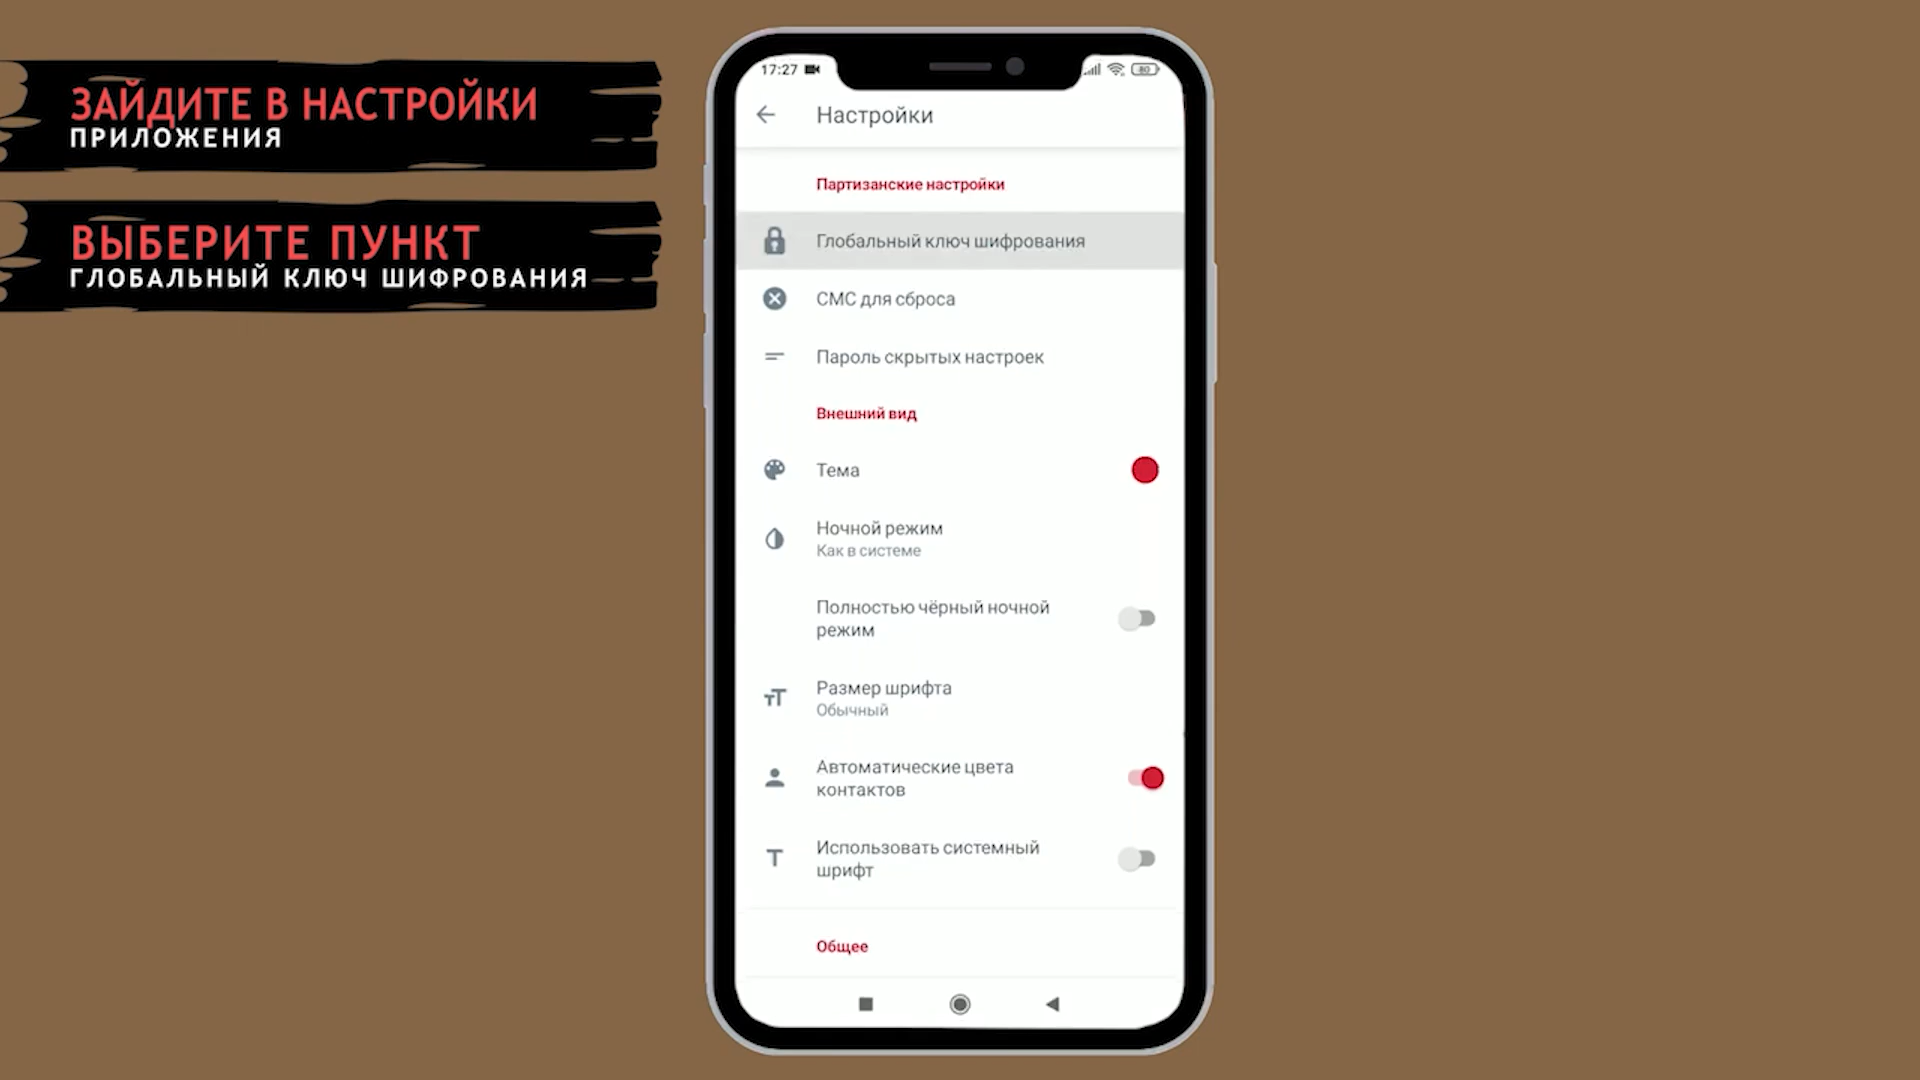 ЗАЙДИТЕ В НАСТРОЙКИ
ПРИЛОЖЕНИЯ
ВЫБЕРИТЕ ПУНКТ
ГЛОБАЛЬНЫЙ КЛЮЧ ШИФРОВАНИЯ
17:27
80
Настройки
Партизанские настройки
Глобальный ключ шифрования
СМС для сброса
Пароль скрытых настроек
Внешний вид
Тема
Ночной режим
Как в системе
Полностью чёрный ночной
режим
Размер шрифта
Обычный
Автоматические цвета
контактов
Использовать системный
шрифт
Общее